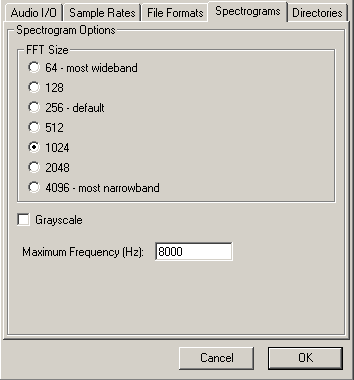 Audio I/O Sample Rates File Formats Spectrograms Directories
Spectrogram Options
FFT Size
64 - most wideband
128
256 - default
512
1024
2048
4096 - most narrowband
Grayscale
Maximum Frequency (Hz): 8000
Cancel OK